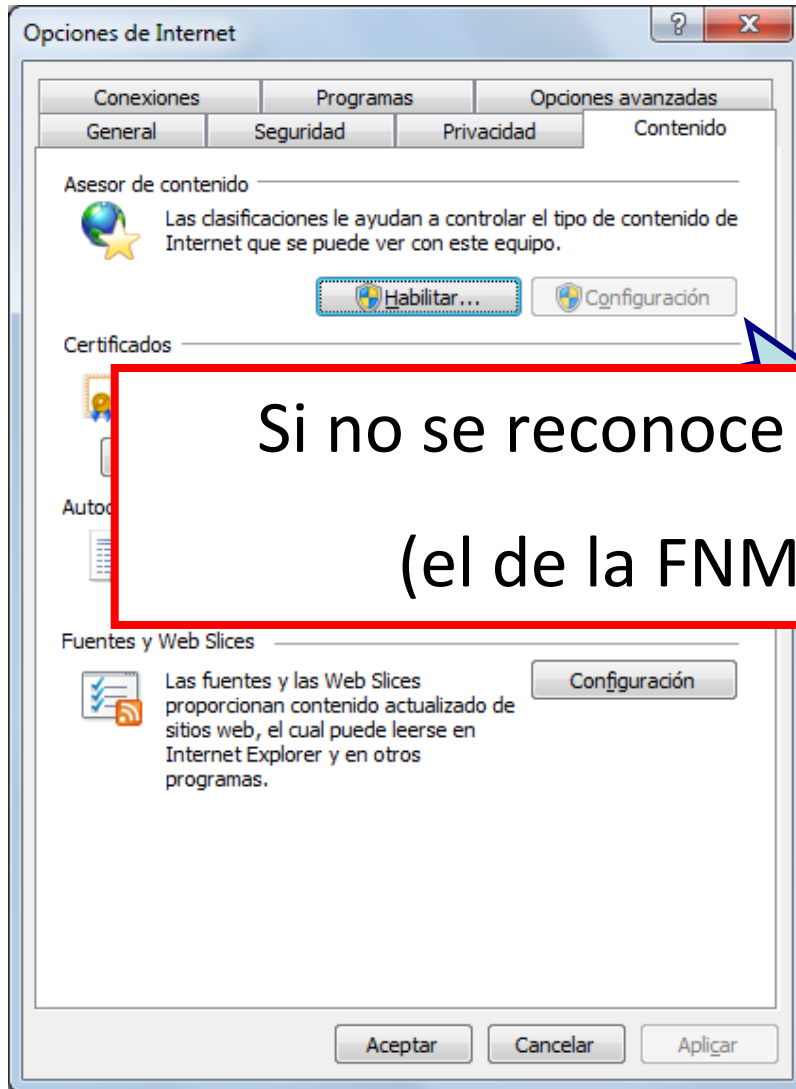 Opciones de Internet
Conexiones Programas Opciones avanzadas
General Seguridad Privacidad Contenido
Asesor de contenido
Las clasificaciones le ayudan a controlar el tipo de contenido de
Internet que se puede ver con este equipo.
Habilitar... Configuración
Certificados
Si no se reconoce
(el de la FNM
Fuentes y Web Slices
Las fuentes y las Web Slices
proporcionan contenido actualizado de
sitios web, el cual puede leerse en
Internet Explorer y en otros
programas.
Configuración
Aceptar Cancelar Aplicar